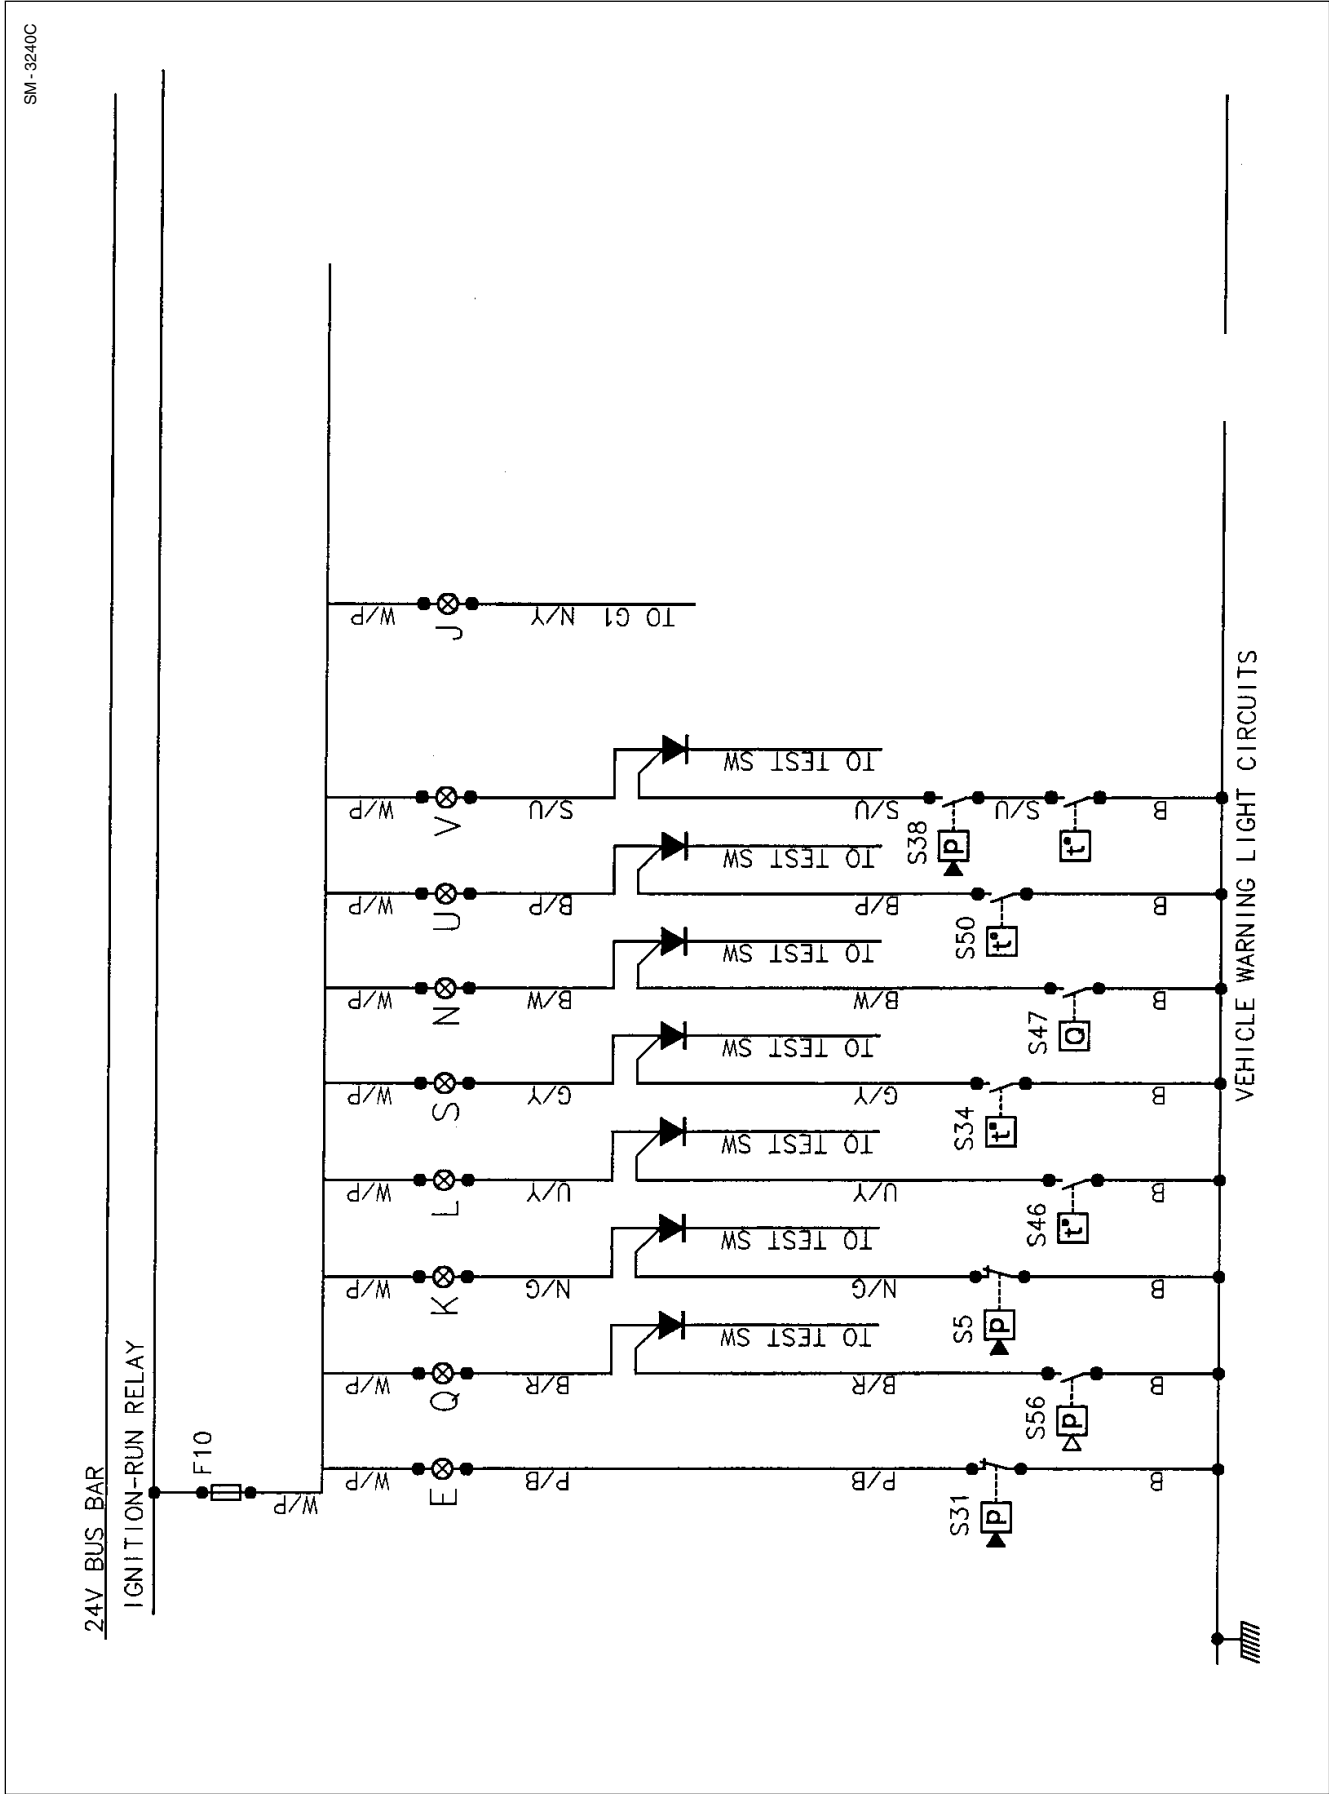 SM - 3240C
24V BUS BAR
IGNITION-RUN RELAY
F10
W/P
W/P
E
P/B
P/B
S31
p
B
W/P
Q
B/R
TO TEST SW
B/R
S56
p
B
W/P
K
N/G
TO TEST SW
N/G
S5
p
B
W/P
L
U/Y
TO TEST SW
U/Y
S46
t°
B
W/P
S
G/Y
TO TEST SW
G/Y
S34
t°
B
W/P
N
B/W
TO TEST SW
B/W
S47
Q
B
W/P
U
B/P
TO TEST SW
B/P
S50
t°
B
W/P
V
S/U
TO TEST SW
S/U
S38
p
S/U
t°
B
W/P
J
N/Y
TO G1
VEHICLE WARNING LIGHT CIRCUITS